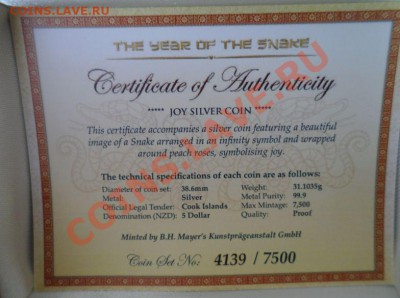 COINS.LAVE.RU
THE YEAR OF THE SNAKE
Certificate of Authenticity
***** JOY SILVER COIN *****
This certificate accompanies a silver coin featuring a beautiful
image of a Snake arranged in an infinity symbol and wrapped
around peach roses, symbolising joy.
The technical specifications of each coin are as follows:
Diameter of coin set: 38.6mm Weight: 31.1035g
Metal: Silver Metal Purity: 99.9
Official Legal Tender: Cook Islands Max Mintage: 7,500
Denomination (NZD): 5 Dollar Quality: Proof
Minted by B.H. Mayer's Kunstprägeanstalt GmbH
Coin Set No: 4139 / 7500
COINS.LAVE.RU